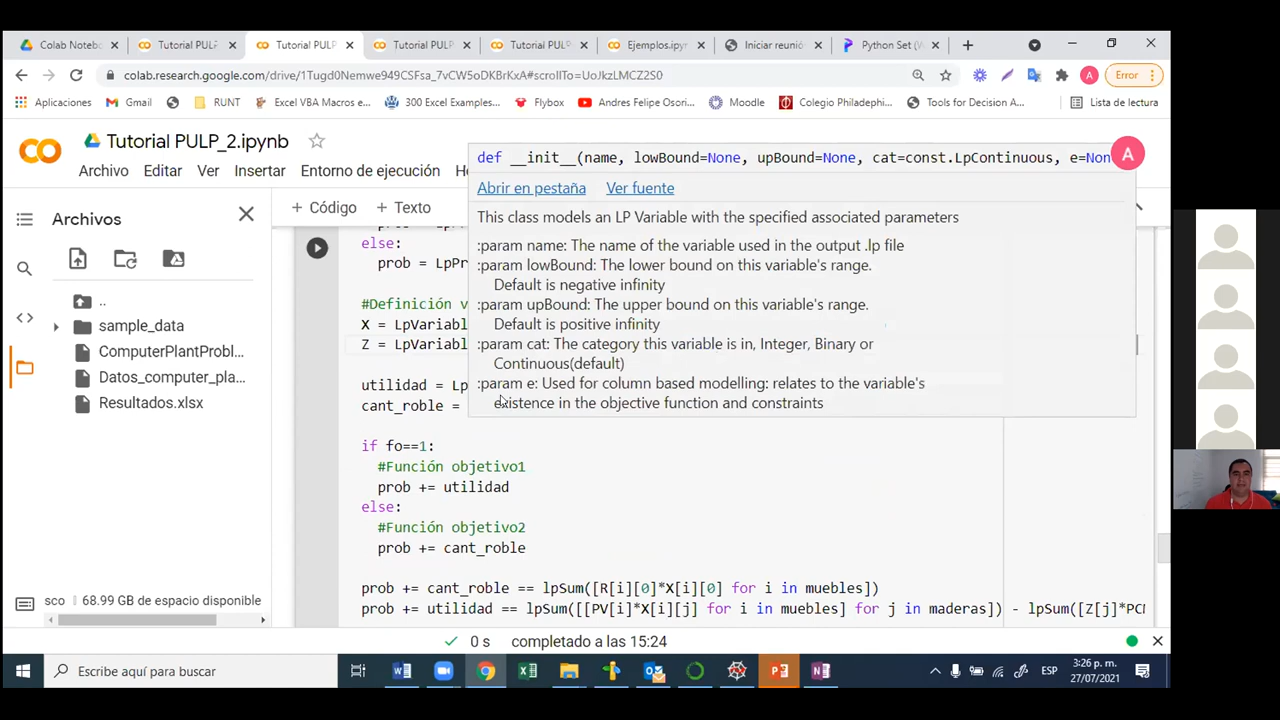 Colab Notebo
Tutorial PULP
Tutorial PULP_
Tutorial PULP
Tutorial PULP
Ejemplos.ipyn
Iniciar reunió
Python Set (W
colab.research.google.com/drive/1Tugd0Nemwe949CSFsa_7vCW5oDKBrKxA#scrollTo=UoJkzLMCZ2S0
A
Error
Aplicaciones
Gmail
RUNT
Excel VBA Macros e...
300 Excel Examples...
Flybox
Andres Felipe Osori...
Moodle
Colegio Philadelphi...
Tools for Decision A...
Lista de lectura
Tutorial PULP_2.ipynb
Archivo Editar Ver Insertar Entorno de ejecución
def __init__(name, lowBound=None, upBound=None, cat=const.LpContinuous, e=Non
A
Abrir en pestaña Ver fuente
Archivos
+ Código + Texto
This class models an LP Variable with the specified associated parameters
:param name: The name of the variable used in the output .lp file
:param lowBound: The lower bound on this variable's range.
Default is negative infinity
:param upBound: The upper bound on this variable's range.
Default is positive infinity
:param cat: The category this variable is in, Integer, Binary or
Continuous(default)
:param e: Used for column based modelling: relates to the variable's
existence in the objective function and constraints
..
sample_data
ComputerPlantProbl...
Datos_computer_pla...
Resultados.xlsx
else:
prob = LpPr
#Definición v
X = LpVariabl
Z = LpVariabl
utilidad = Lp
cant_roble =
if fo==1:
#Función objetivo1
prob += utilidad
else:
#Función objetivo2
prob += cant_roble
prob += cant_roble == lpSum([R[i][0]*X[i][0] for i in muebles])
prob += utilidad == lpSum([[PV[i]*X[i][j] for i in muebles] for j in maderas]) - lpSum([Z[j]*PCM
sco 68.99 GB de espacio disponible
0 s completado a las 15:24
Escribe aquí para buscar
ESP
3:26 p. m.
27/07/2021